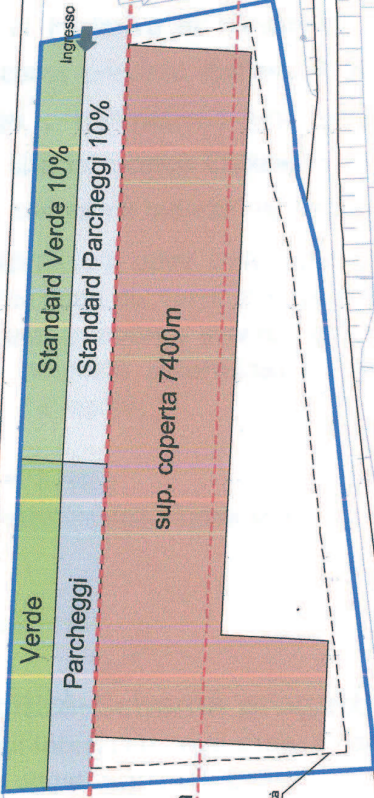 Verde
Standard Verde 10%
Ingresso
Parcheggi
Standard Parcheggi 10%
sup. coperta 7400m